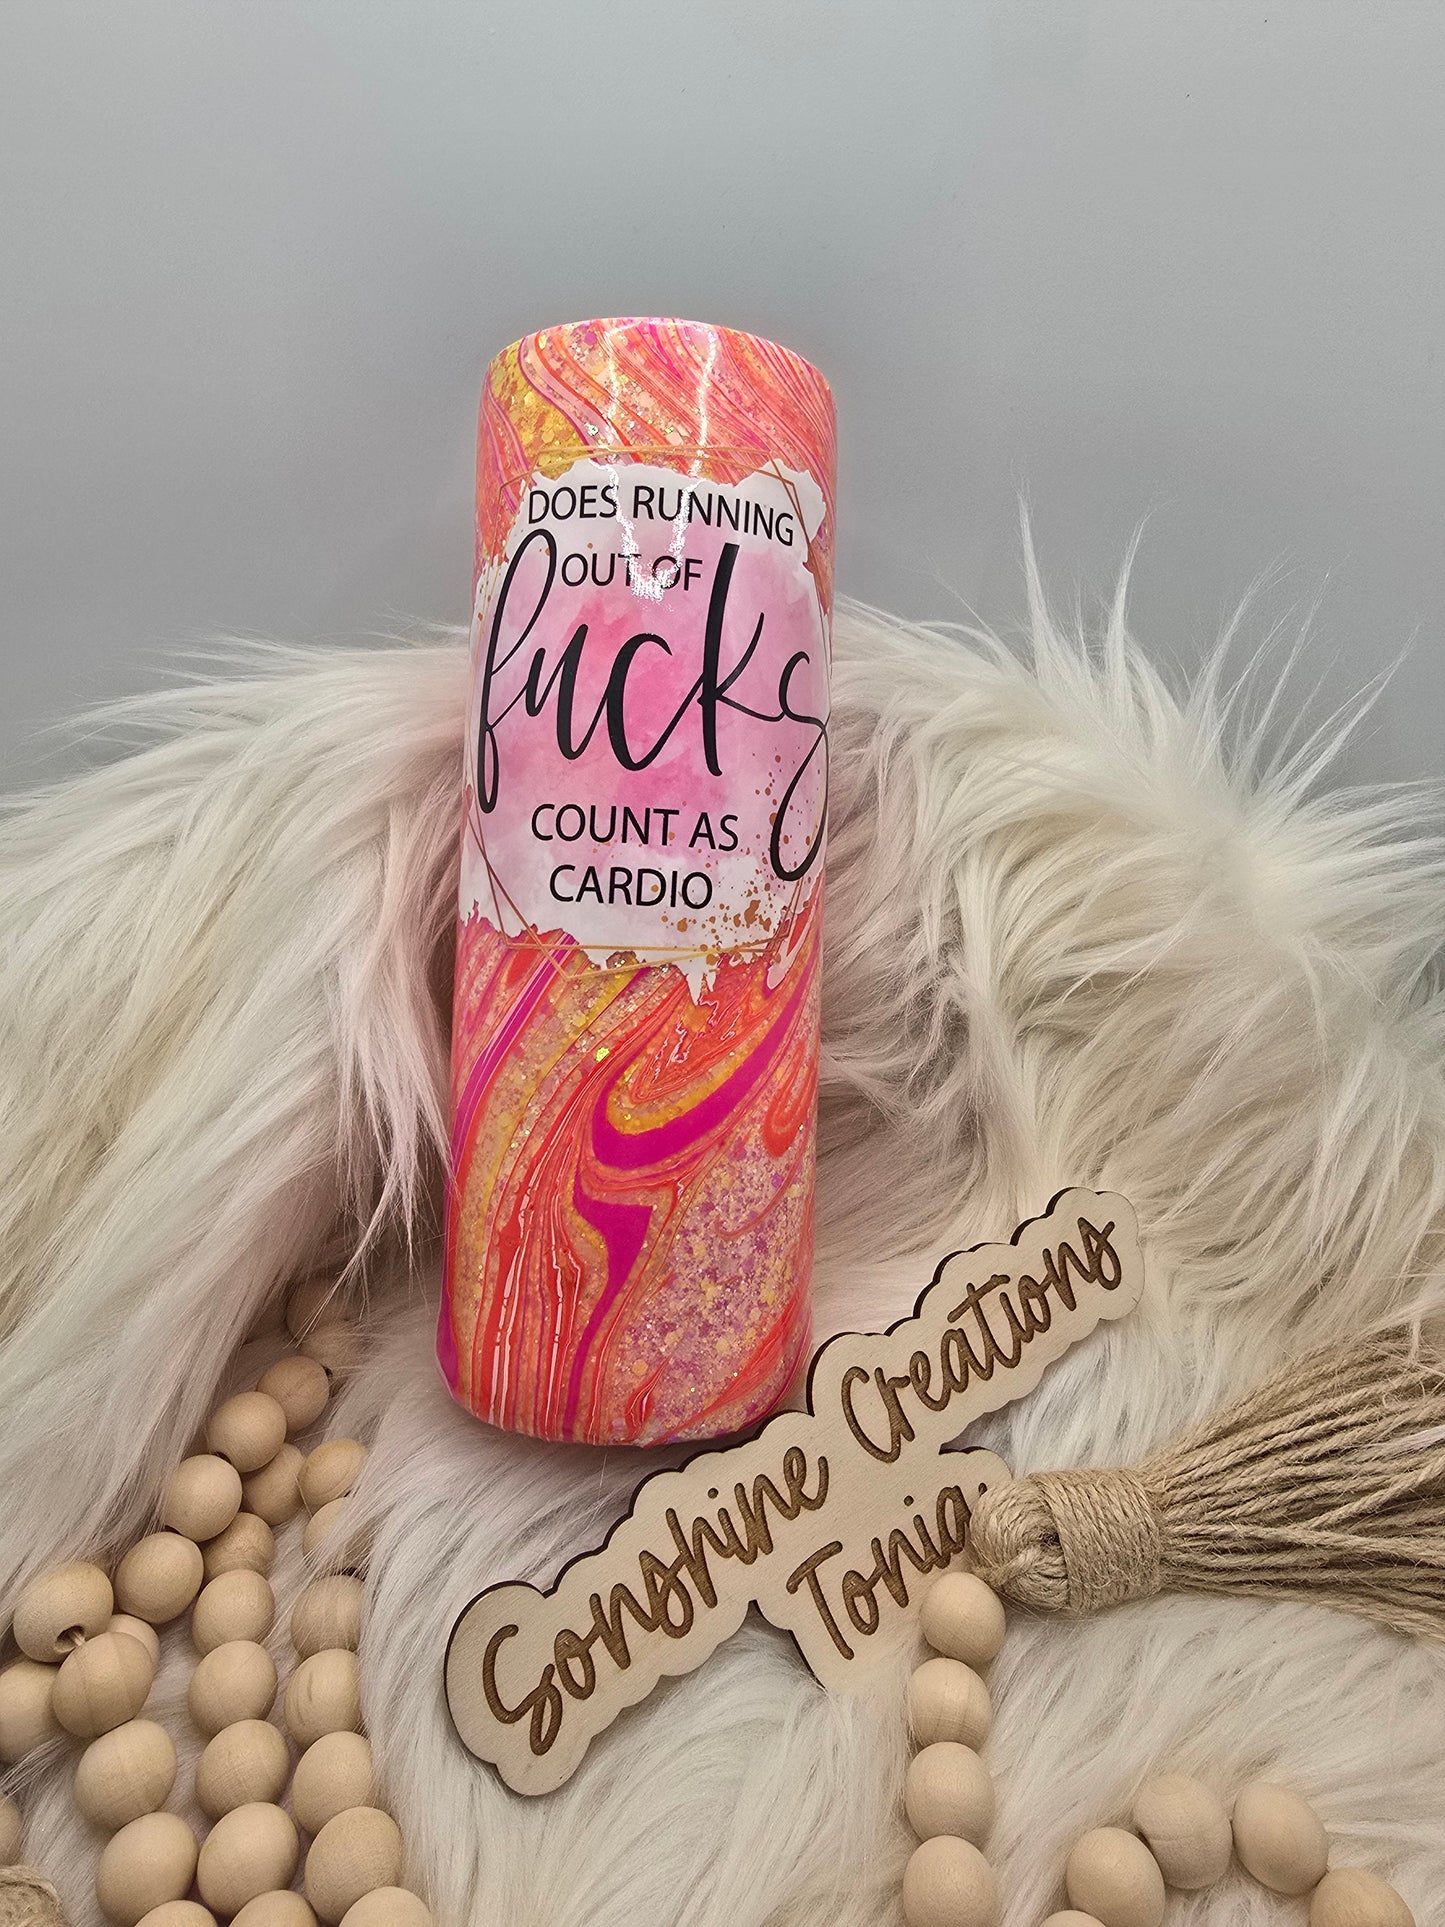 DOES RUNNING
OUT OF
fucks
COUNT AS
CARDIO
Sonshine Creations
Tonia